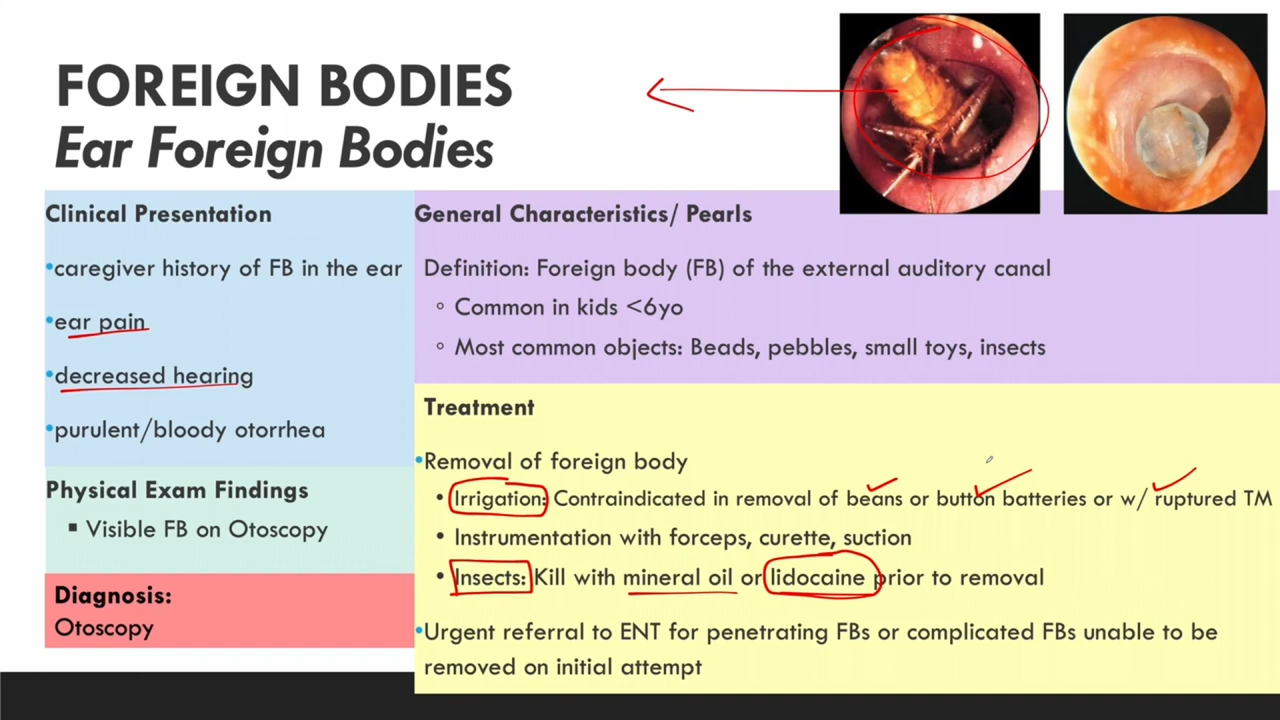 FOREIGN BODIES
Ear Foreign Bodies
Clinical Presentation
•caregiver history of FB in the ear
•ear pain
•decreased hearing
•purulent/bloody otorrhea
Physical Exam Findings
▪ Visible FB on Otoscopy
Diagnosis:
Otoscopy
General Characteristics/ Pearls
Definition: Foreign body (FB) of the external auditory canal
◦ Common in kids <6yo
◦ Most common objects: Beads, pebbles, small toys, insects
Treatment
•Removal of foreign body
• Irrigation: Contraindicated in removal of beans or button batteries or w/ ruptured TM
• Instrumentation with forceps, curette, suction
• Insects: Kill with mineral oil or lidocaine prior to removal
•Urgent referral to ENT for penetrating FBs or complicated FBs unable to be
removed on initial attempt